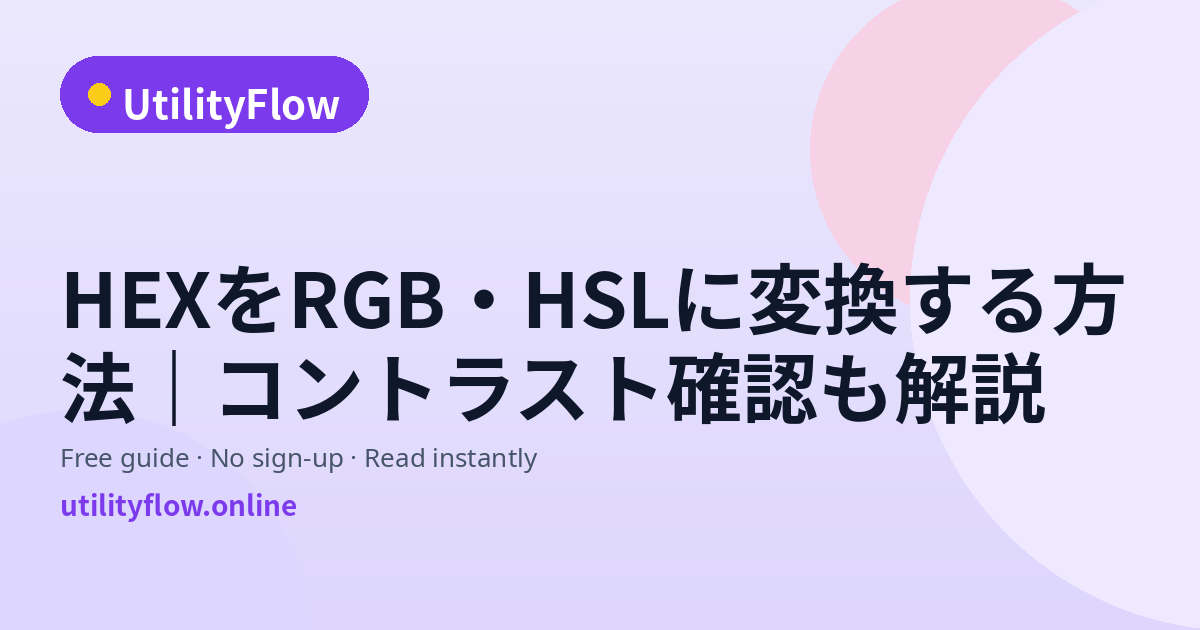 UtilityFlow
HEXをRGB・HSLに変換する方
法｜コントラスト確認も解説
Free guide · No sign-up · Read instantly
utilityflow.online